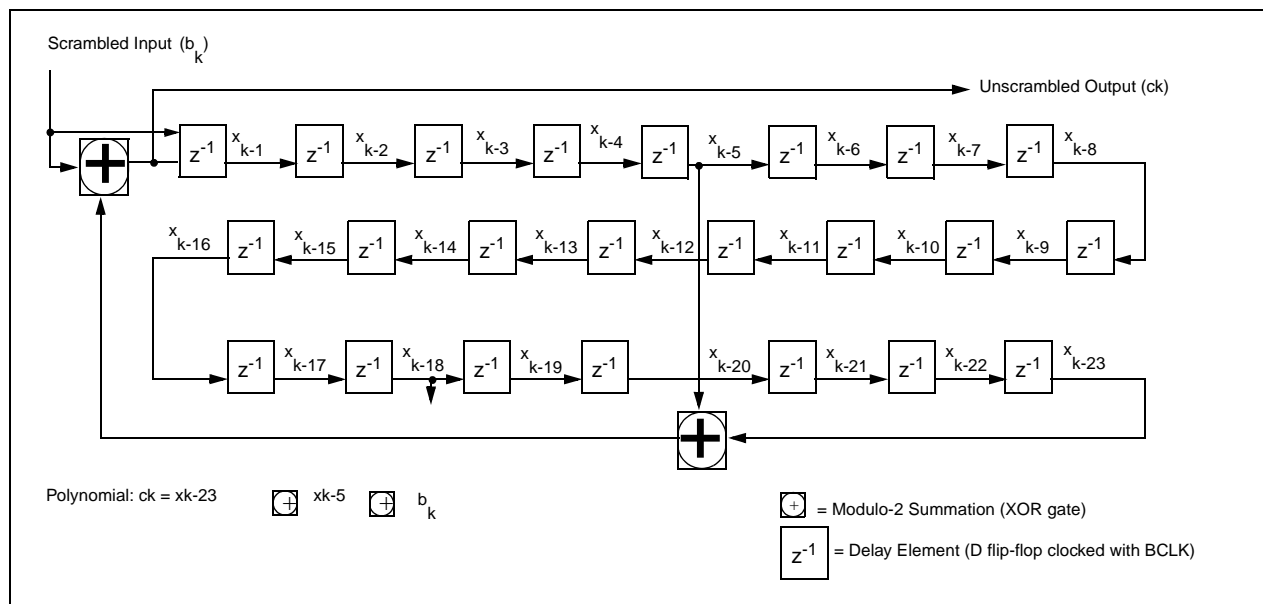 Scrambled Input (b k)
Unscrambled Output (ck)
z-1 x k-1 z-1 x k-2 z-1 x k-3 z-1 x k-4 z-1 x k-5 z-1 x k-6 z-1 x k-7 z-1 x k-8
x k-16 z-1 x k-15 z-1 x k-14 z-1 x k-13 z-1 x k-12 z-1 x k-11 z-1 x k-10 z-1 x k-9 z-1
z-1 x k-17 z-1 x k-18 z-1 x k-19 z-1 x k-20 z-1 x k-21 z-1 x k-22 z-1 x k-23
Polynomial: ck = xk-23 + xk-5 + b k
+ = Modulo-2 Summation (XOR gate)
z-1 = Delay Element (D flip-flop clocked with BCLK)